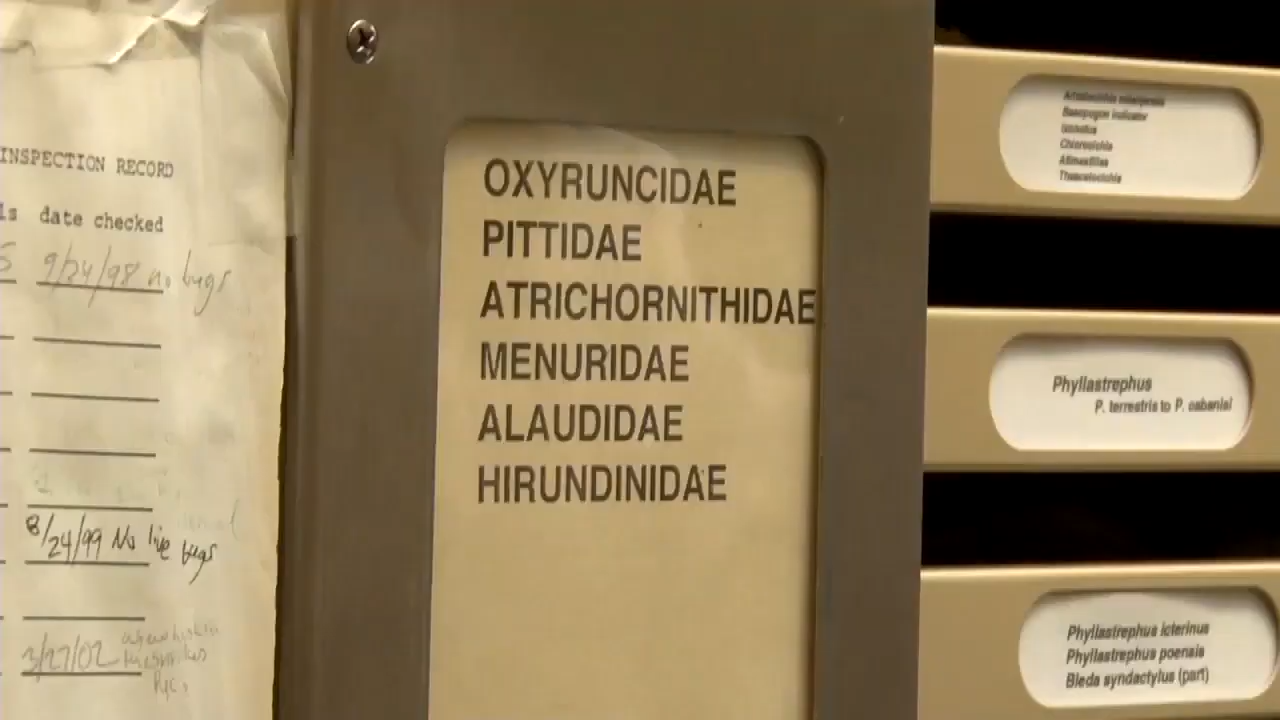 INSPECTION RECORD
ls date checked
S 9/24/98 no bugs
8/24/99 No live bugs
3/27/02
OXYRUNCIDAE
PITTIDAE
ATRICHORNITHIDAE
MENURIDAE
ALAUDIDAE
HIRUNDINIDAE
Baeopogon indicator
Ixonotus
Chlorocichla
Thescelocichla
Phyllastrephus
P. terrestris to P. cabanisi
Phyllastrephus icterinus
Phyllastrephus poensis
Bleda syndactylus (part)